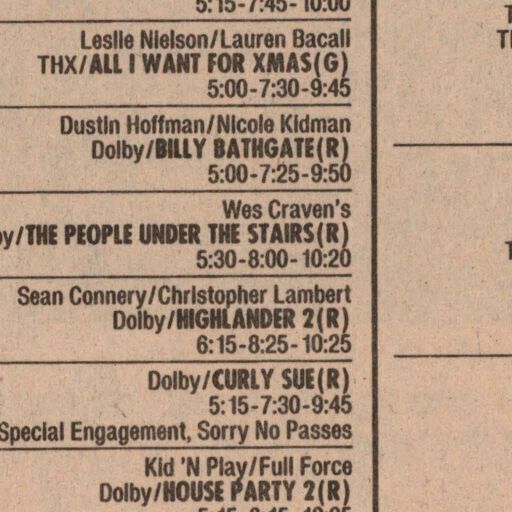 5:15-7:45-10:00
Leslie Nielson/Lauren Bacall
THX/ALL I WANT FOR XMAS(G)
5:00-7:30-9:45
Dustin Hoffman/Nicole Kidman
Dolby/BILLY BATHGATE(R)
5:00-7:25-9:50
Wes Craven's
by/THE PEOPLE UNDER THE STAIRS(R)
5:30-8:00-10:20
Sean Connery/Christopher Lambert
Dolby/HIGHLANDER 2(R)
6:15-8:25-10:25
Dolby/CURLY SUE(R)
5:15-7:30-9:45
Special Engagement, Sorry No Passes
Kid 'N Play/Full Force
Dolby/HOUSE PARTY 2(R)